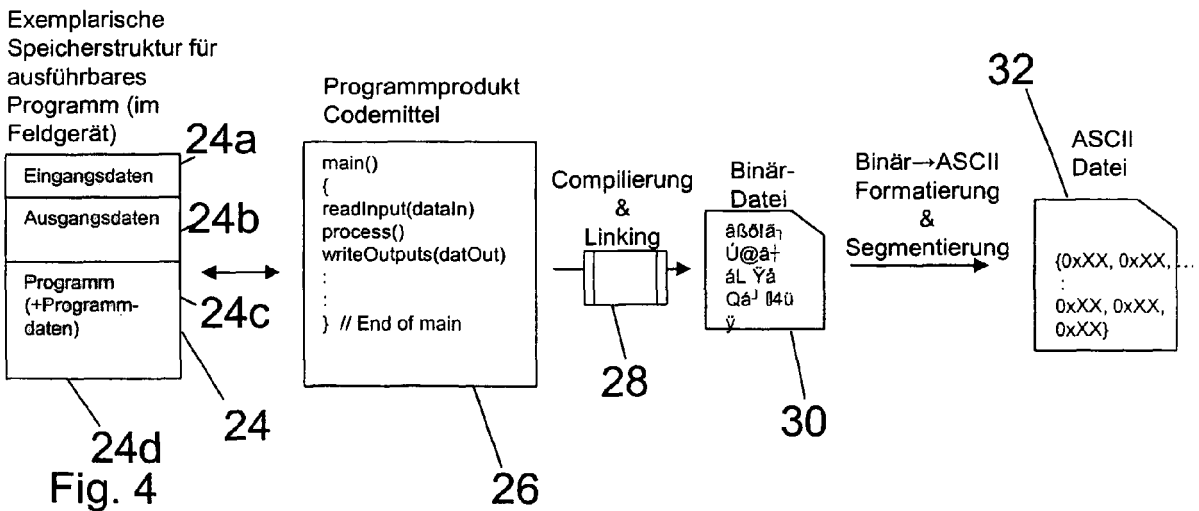 Exemplarische
Speicherstruktur für
ausführbares
Programm (im
Feldgerät)
24a
Eingangsdaten
24b
Ausgangsdaten
Programm
(+Programm-
daten)
24c
24
24d
Fig. 4
Programmprodukt
Codemittel
main()
{
readInput(dataIn)
process()
writeOutputs(datOut)
:
:
} // End of main
26
Compilierung
&
Linking
28
Binär-
Datei
Ú@â
áL Ÿå
ÿ
30
Binär→ASCII
Formatierung
&
Segmentierung
32
ASCII
Datei
{0xXX, 0xXX, ...
:
0xXX, 0xXX,
0xXX}